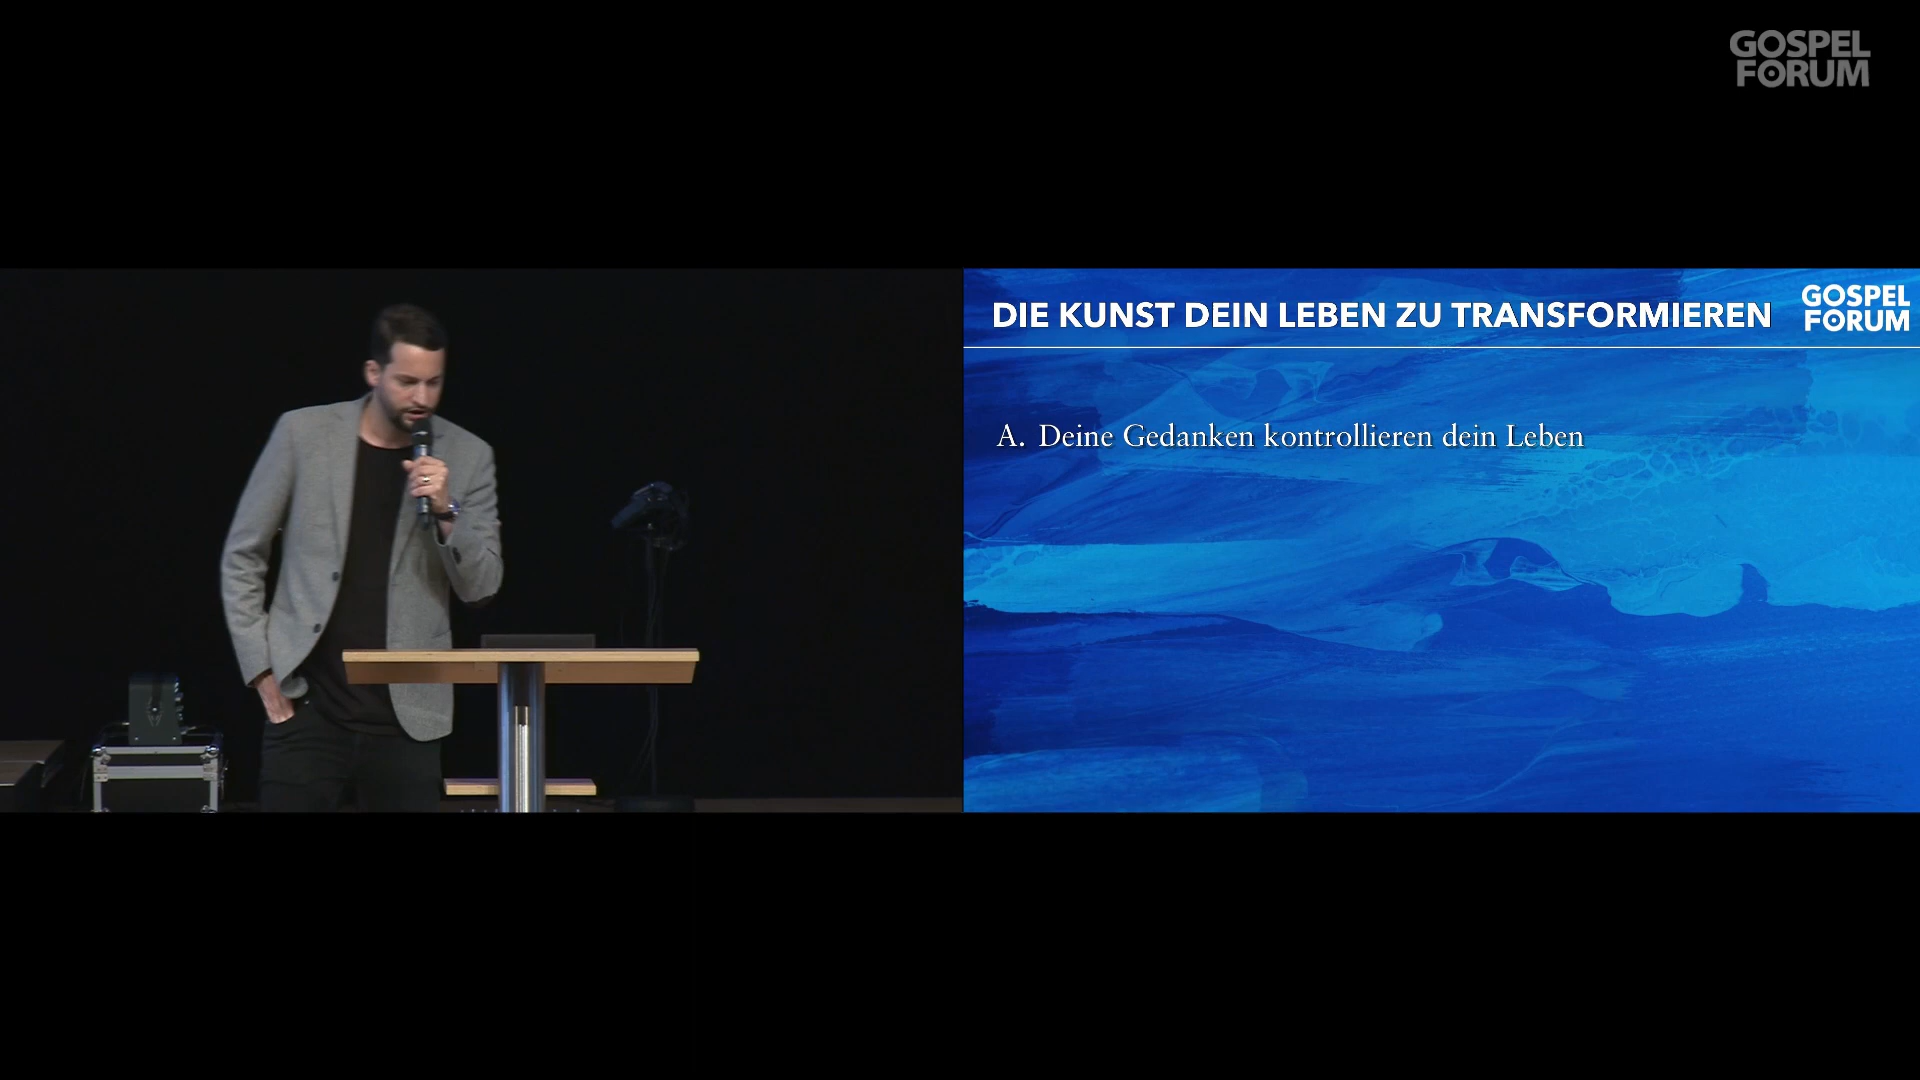 GOSPEL
FORUM
DIE KUNST DEIN LEBEN ZU TRANSFORMIEREN
GOSPEL
FORUM
A. Deine Gedanken kontrollieren dein Leben